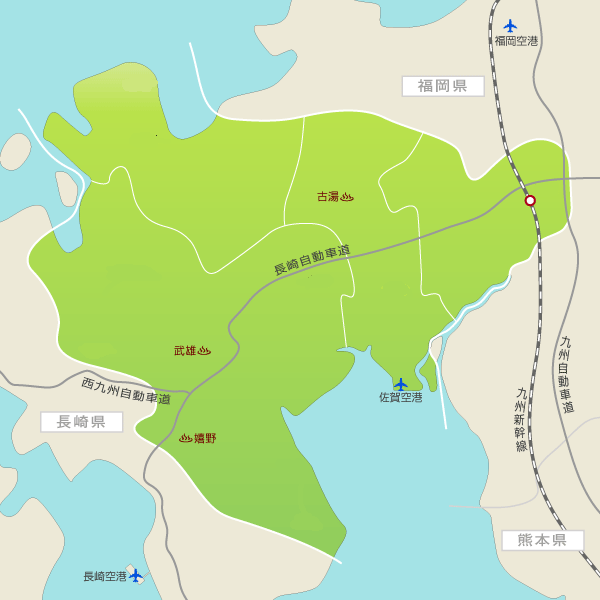 福岡空港
福岡県
古湯
長崎自動車道
武雄
九州自動車道
西九州自動車道
佐賀空港
九州新幹線
長崎県
嬉野
熊本県
長崎空港